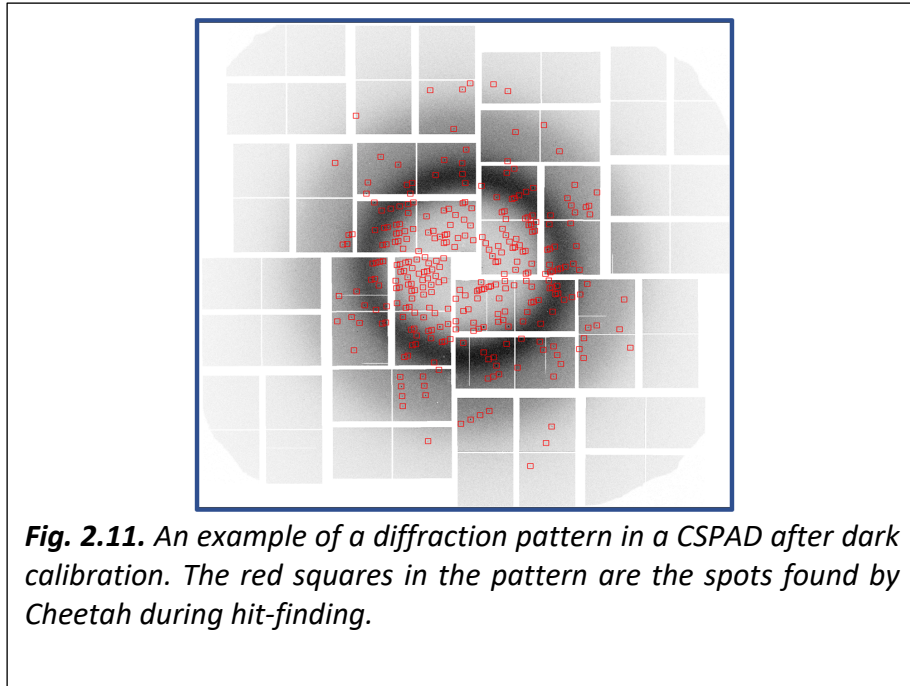 Fig. 2.11. An example of a diffraction pattern in a CSPAD after dark
calibration. The red squares in the pattern are the spots found by
Cheetah during hit-finding.